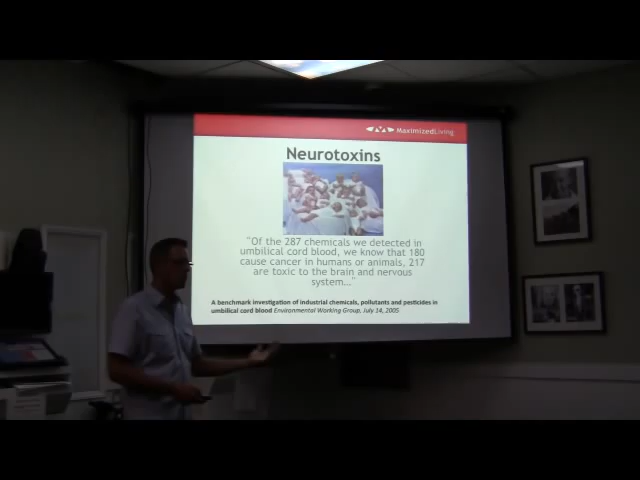 MaximizedLiving
Neurotoxins
"Of the 287 chemicals we detected in
umbilical cord blood, we know that 180
cause cancer in humans or animals, 217
are toxic to the brain and nervous
system…"
A benchmark investigation of industrial chemicals, pollutants and pesticides in
umbilical cord blood Environmental Working Group, July 14, 2005